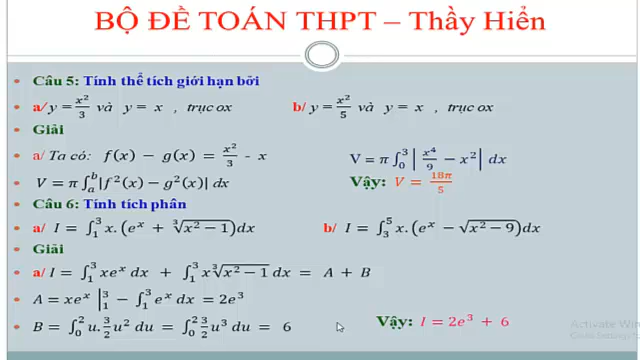 BỘ ĐỀ TOÁN THPT – Thầy Hiển
Câu 5: Tính thể tích giới hạn bởi
a/ y = x²/3 và y = x , trục ox b/ y = x²/5 và y = x , trục ox
Giải
a/ Ta có: f(x) − g(x) = x²/3 - x V = π ∫₀³ | x⁴/9 − x² | dx
V = π ∫ₐᵇ |f²(x) − g²(x)| dx Vậy: V = 18π/5
Câu 6: Tính tích phân
a/ I = ∫₁³ x. (eˣ + ∛(x² − 1)) dx b/ I = ∫₃⁵ x. (eˣ − √(x² − 9)) dx
Giải
a/ I = ∫₁³ xeˣ dx + ∫₁³ x ∛(x² − 1) dx = A + B
A = xeˣ |₁³ − ∫₁³ eˣ dx = 2e³
B = ∫₀² u. 3/2 u² du = ∫₀² 3/2 u³ du = 6 Vậy: I = 2e³ + 6
Activate Win